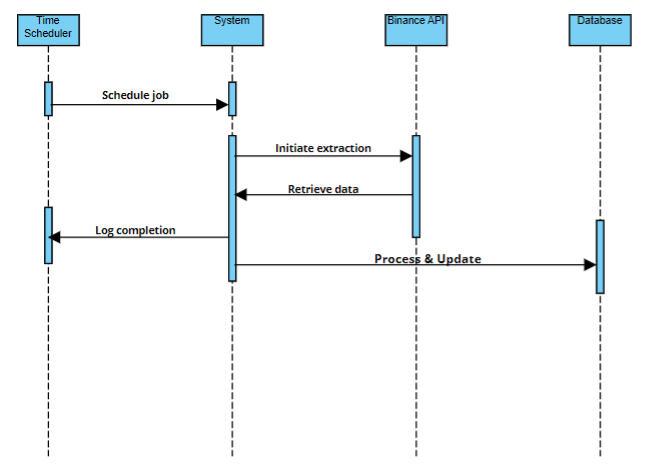 Time
Scheduler
System
Binance API
Database
Schedule job
Initiate extraction
Retrieve data
Log completion
Process & Update